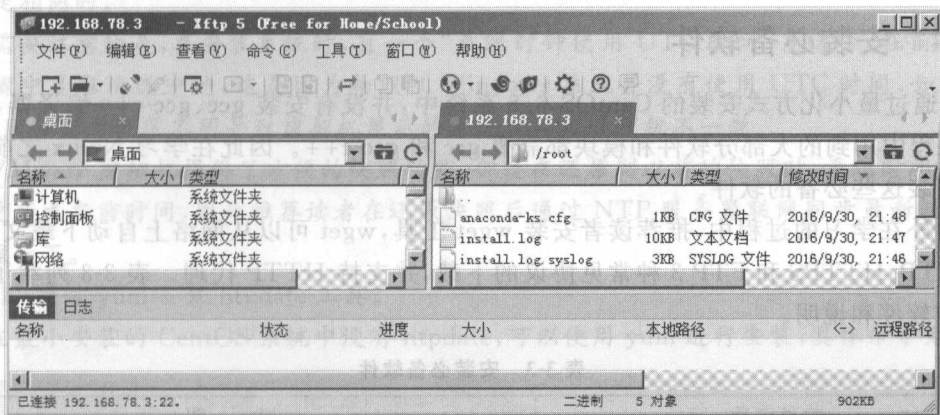 192.168.78.3 - Xftp 5 (Free for Home/School)
文件(F) 编辑(E) 查看(V) 命令(C) 工具(T) 窗口(W) 帮助(H)
桌面 ×
192.168.78.3 ×
桌面
/root
名称 大小 类型
计算机 系统文件夹
控制面板 系统文件夹
库 系统文件夹
网络 系统文件夹
名称 大小 类型 修改时间
anaconda-ks.cfg 1KB CFG 文件 2016/9/30, 21:48
install.log 10KB 文本文档 2016/9/30, 21:47
install.log.syslog 3KB SYSLOG 文件 2016/9/30, 21:46
传输 日志
名称 状态 进度 大小 本地路径 <-> 远程路径
已连接 192.168.78.3:22。 二进制 5 对象 902KB